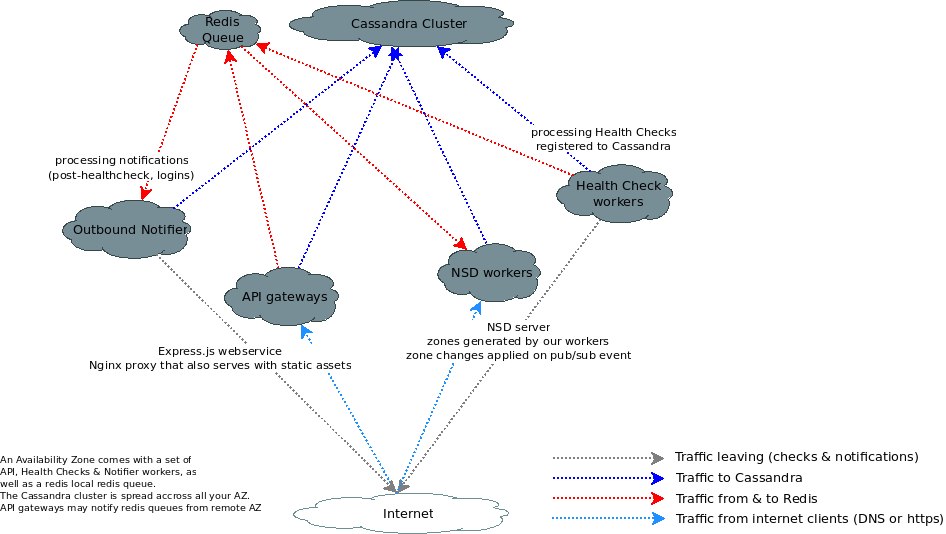 Redis
Queue
Cassandra Cluster
processing Health Checks
registered to Cassandra
processing notifications
(post-healthcheck, logins)
Health Check
workers
Outbound Notifier
NSD workers
API gateways
NSD server
zones generated by our workers
zone changes applied on pub/sub event
Express.js webservice
Nginx proxy that also serves with static assets
An Availability Zone comes with a set of
API, Health Checks & Notifier workers, as
well as a redis local redis queue.
The Cassandra cluster is spread accross all your AZ.
API gateways may notify redis queues from remote AZ
Internet
Traffic leaving (checks & notifications)
Traffic to Cassandra
Traffic from & to Redis
Traffic from internet clients (DNS or https)